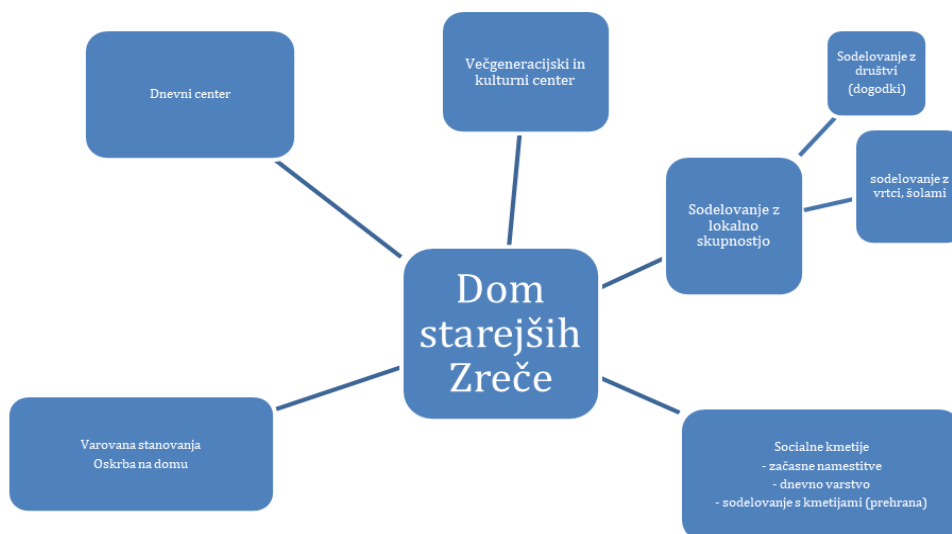 Dnevni center
Večgeneracijski in
kulturni center
Sodelovanje z
društvi
(dogodki)
sodelovanje z
vrtci, šolami
Sodelovanje z
lokalno
skupnostjo
Dom
starejših
Zreče
Varovana stanovanja
Oskrba na domu
Socialne kmetije
- začasne namestitve
- dnevno varstvo
- sodelovanje s kmetijami (prehrana)